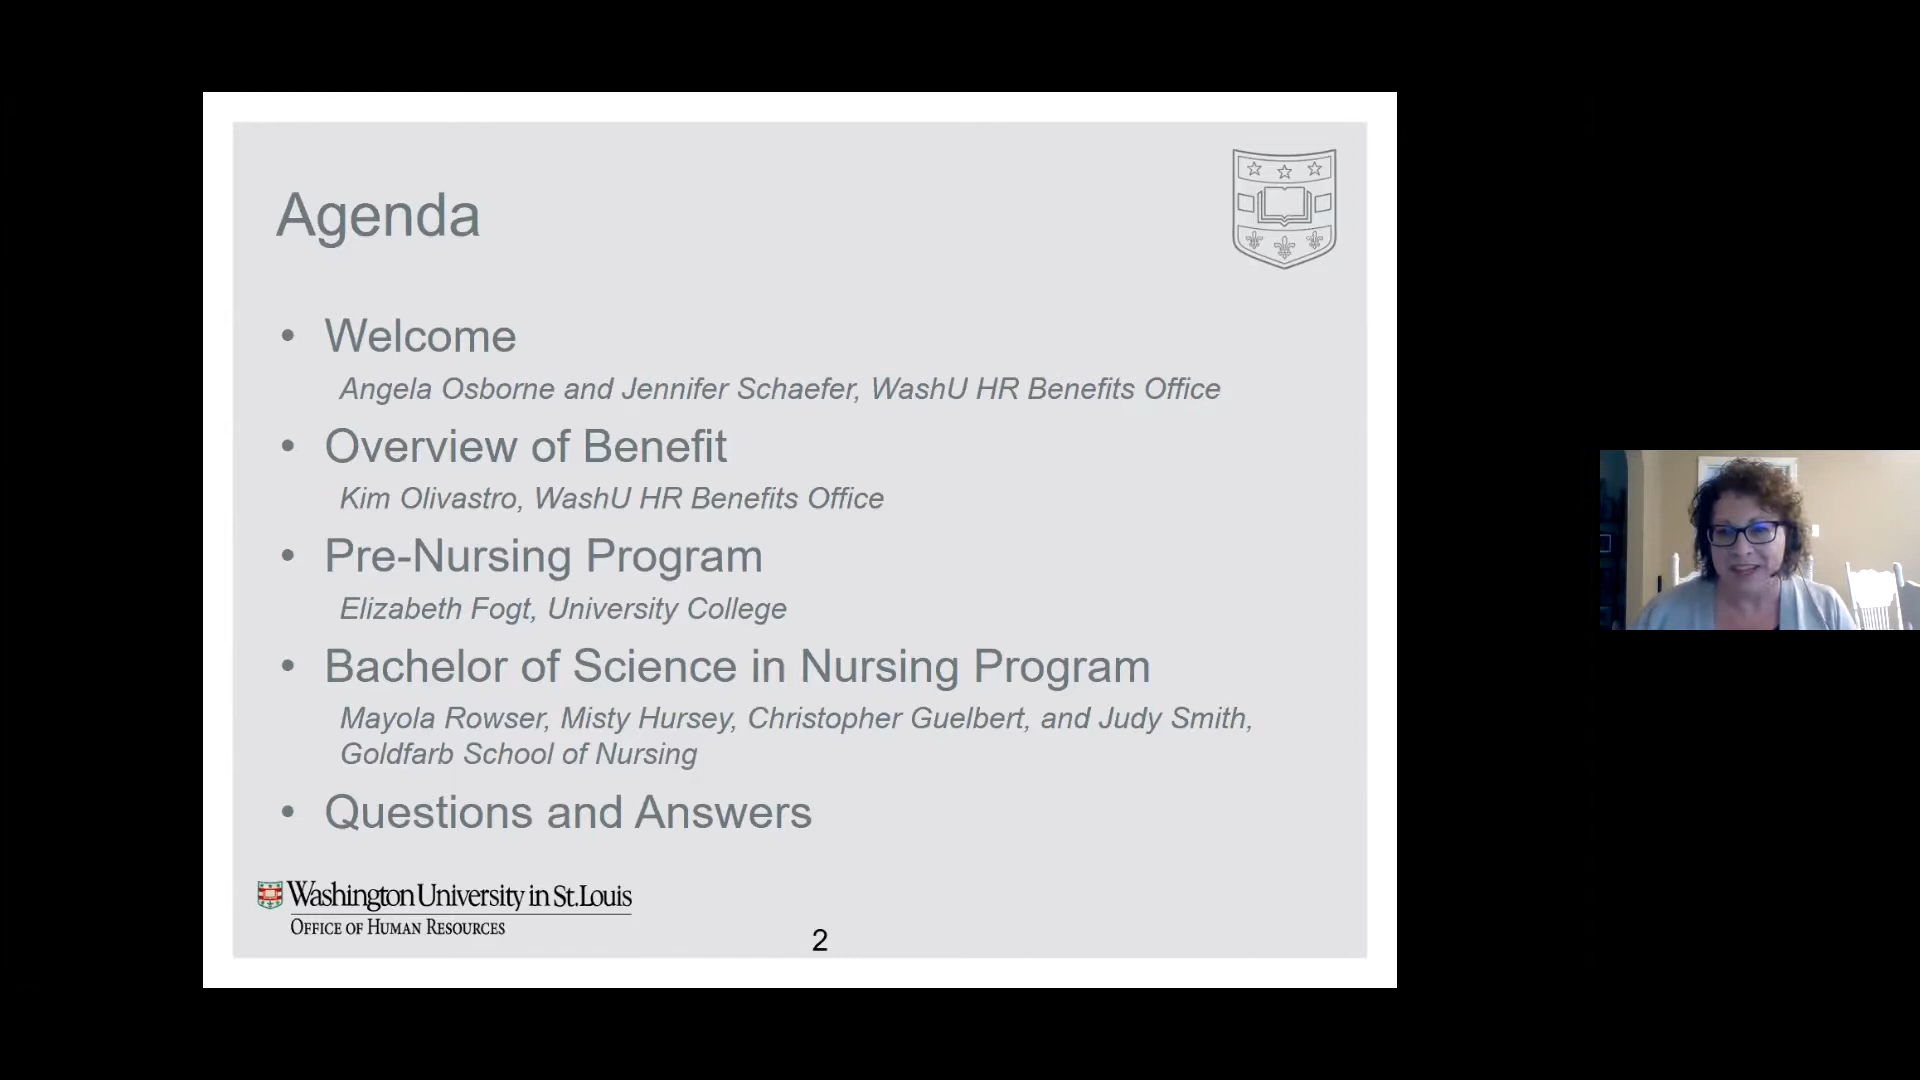 Agenda
• Welcome
Angela Osborne and Jennifer Schaefer, WashU HR Benefits Office
• Overview of Benefit
Kim Olivastro, WashU HR Benefits Office
• Pre-Nursing Program
Elizabeth Fogt, University College
• Bachelor of Science in Nursing Program
Mayola Rowser, Misty Hursey, Christopher Guelbert, and Judy Smith,
Goldfarb School of Nursing
• Questions and Answers
Washington University in St. Louis
OFFICE OF HUMAN RESOURCES
2